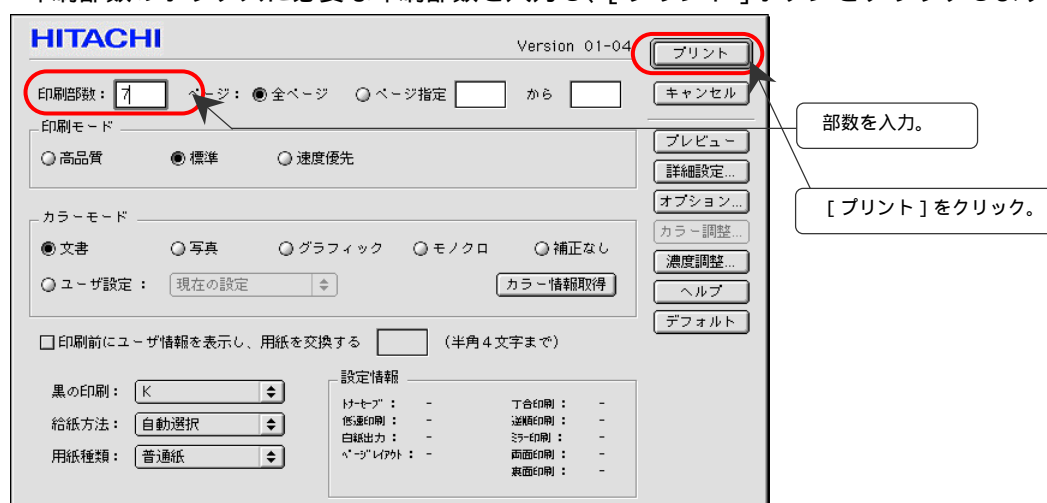 HITACHI Version 01-04 プリント
印刷部数： 7 ページ： 全ページ ページ指定 から キャンセル
部数を入力。
印刷モード プレビュー
高品質 標準 速度優先 詳細設定...
[ プリント ] をクリック。
オプション...
カラーモード カラー調整...
文書 写真 グラフィック モノクロ 補正なし 濃度調整...
ユーザ設定 ： 現在の設定 カラー情報取得 ヘルプ
デフォルト
印刷前にユーザ情報を表示し、用紙を交換する (半角４文字まで)
設定情報
黒の印刷： K
給紙方法： 自動選択
用紙種類： 普通紙
ﾄﾅｰｾｰﾌﾞ： - 丁合印刷： -
低速印刷： - 逆順印刷： -
白紙出力： - ﾐﾗｰ印刷： -
ﾍﾟｰｼﾞﾚｲｱｳﾄ： - 両面印刷： -
裏面印刷： -